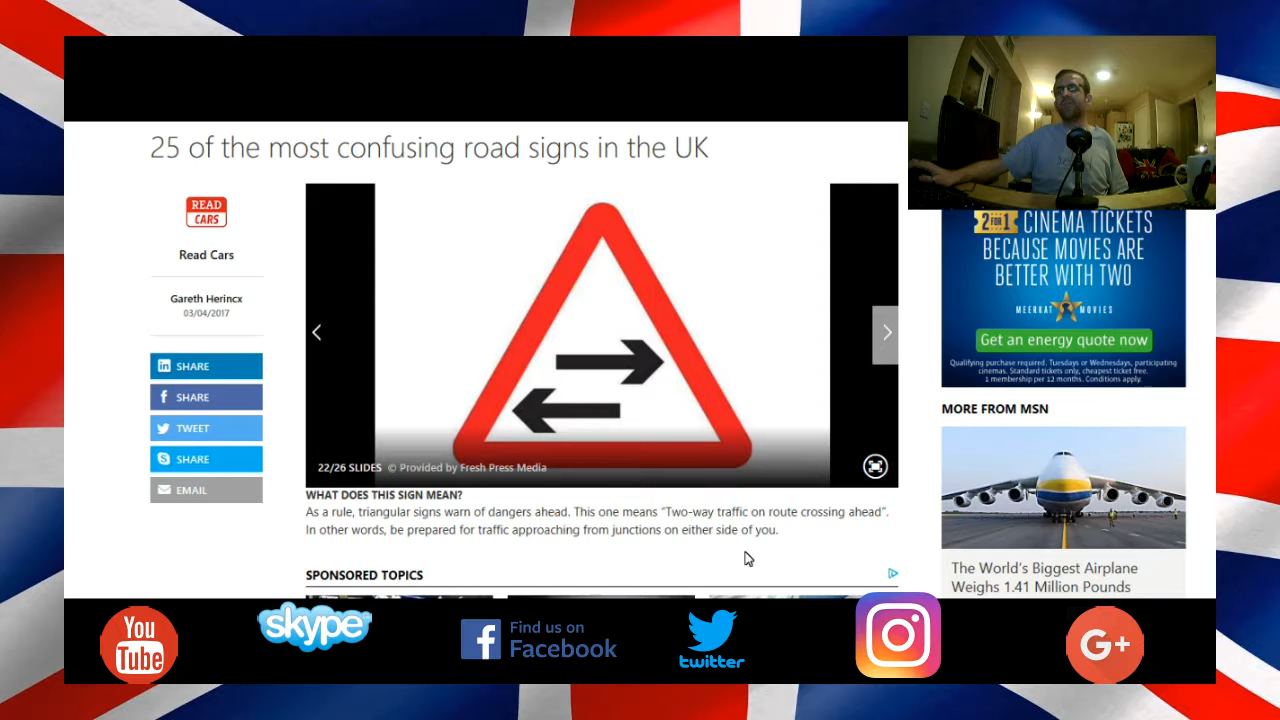 25 of the most confusing road signs in the UK
READ
CARS
Read Cars
Gareth Herincx
03/04/2017
in SHARE
f SHARE
TWEET
SHARE
EMAIL
22/26 SLIDES © Provided by Fresh Press Media
WHAT DOES THIS SIGN MEAN?
As a rule, triangular signs warn of dangers ahead. This one means “Two-way traffic on route crossing ahead”.
In other words, be prepared for traffic approaching from junctions on either side of you.
SPONSORED TOPICS
2 FOR 1 CINEMA TICKETS
BECAUSE MOVIES ARE
BETTER WITH TWO
MEERKAT MOVIES
Get an energy quote now
Qualifying purchase required. Tuesdays or Wednesdays, participating
cinemas. Standard tickets only, cheapest ticket free.
1 membership per 12 months. Conditions apply.
MORE FROM MSN
The World's Biggest Airplane
Weighs 1.41 Million Pounds
You
Tube
skype
f Find us on
Facebook
twitter
G+